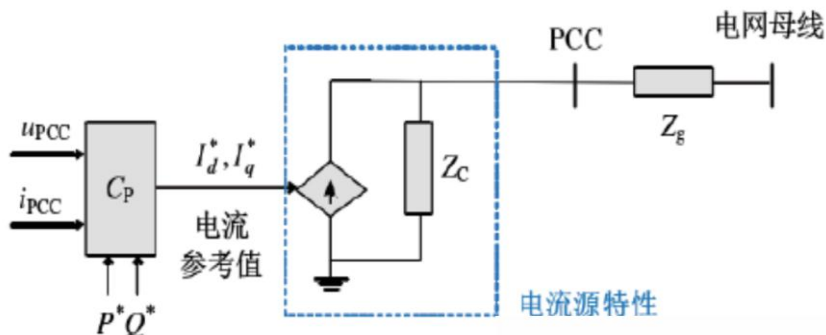 PCC
电网母线
u_PCC
I_d^*, I_q^*
Z_C
Z_g
C_P
i_PCC
电流
参考值
电流源特性
P^* Q^*